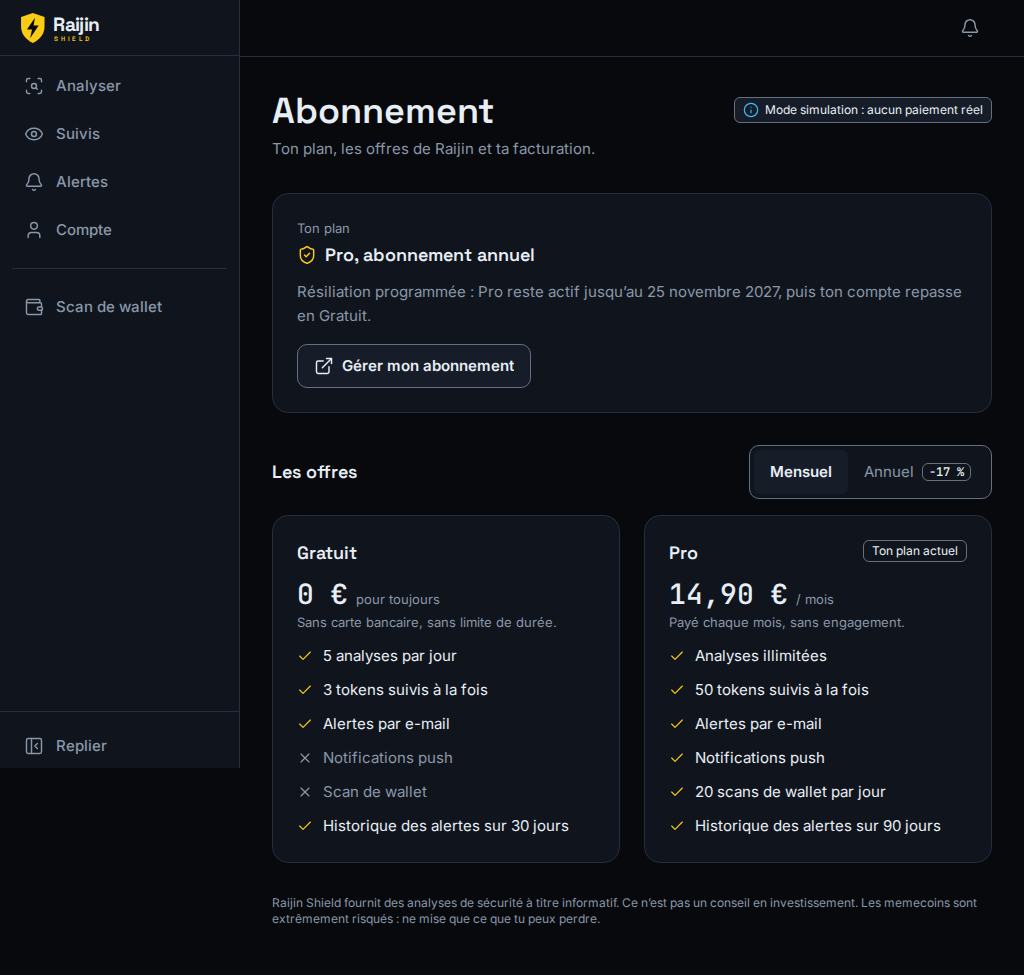 Raijin
SHIELD
Analyser
Suivis
Alertes
Compte
Scan de wallet
Replier
Abonnement
Mode simulation : aucun paiement réel
Ton plan, les offres de Raijin et ta facturation.
Ton plan
Pro, abonnement annuel
Résiliation programmée : Pro reste actif jusqu’au 25 novembre 2027, puis ton compte repasse
en Gratuit.
Gérer mon abonnement
Les offres
Mensuel
Annuel -17 %
Gratuit
0 € pour toujours
Sans carte bancaire, sans limite de durée.
5 analyses par jour
3 tokens suivis à la fois
Alertes par e-mail
Notifications push
Scan de wallet
Historique des alertes sur 30 jours
Pro
Ton plan actuel
14,90 € / mois
Payé chaque mois, sans engagement.
Analyses illimitées
50 tokens suivis à la fois
Alertes par e-mail
Notifications push
20 scans de wallet par jour
Historique des alertes sur 90 jours
Raijin Shield fournit des analyses de sécurité à titre informatif. Ce n’est pas un conseil en investissement. Les memecoins sont
extrêmement risqués : ne mise que ce que tu peux perdre.